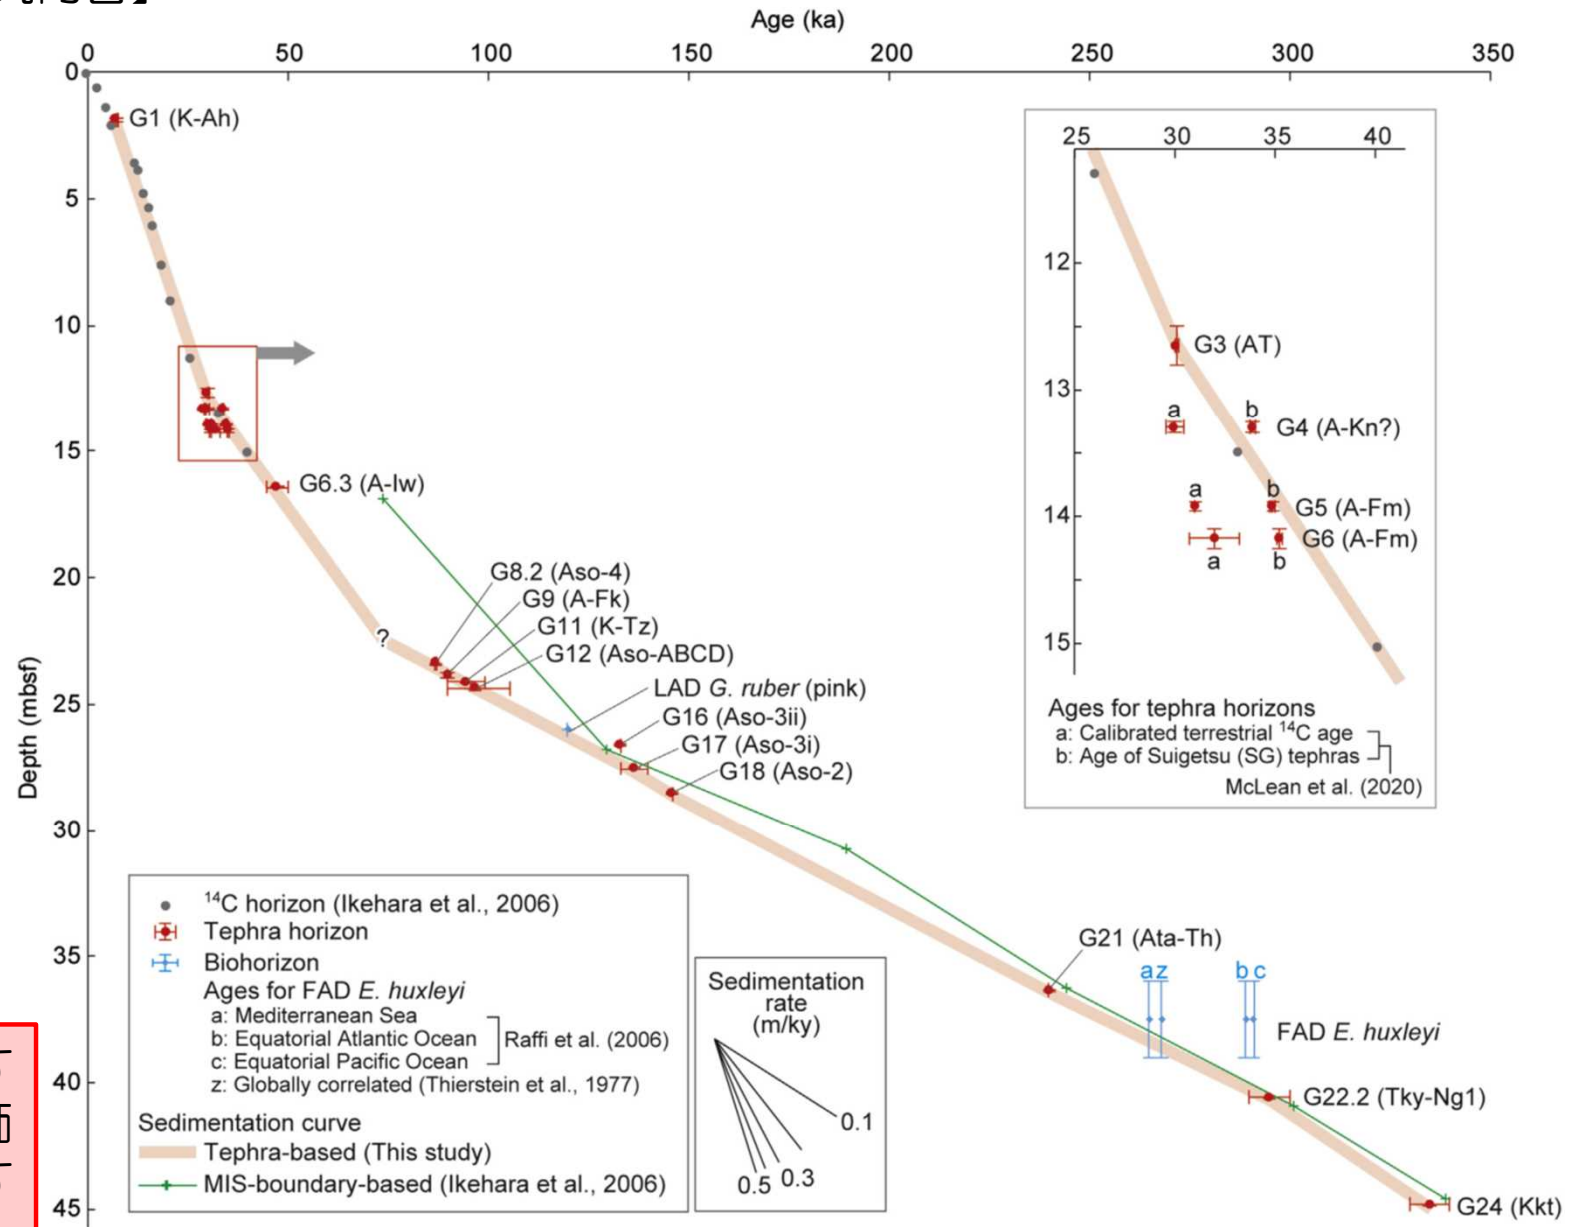 Age (ka)
0 50 100 150 200 250 300 350
0
5
10
15
20
25
30
35
40
45
Depth (mbsf)
G1 (K-Ah)
G6.3 (A-Iw)
?
G8.2 (Aso-4)
G9 (A-Fk)
G11 (K-Tz)
G12 (Aso-ABCD)
LAD G. ruber (pink)
G16 (Aso-3ii)
G17 (Aso-3i)
G18 (Aso-2)
G21 (Ata-Th)
a z b c
FAD E. huxleyi
G22.2 (Tky-Ng1)
G24 (Kkt)
25 30 35 40
12
13
14
15
G3 (AT)
a b
G4 (A-Kn?)
a b
G5 (A-Fm)
G6 (A-Fm)
a b
Ages for tephra horizons
a: Calibrated terrestrial 14C age
b: Age of Suigetsu (SG) tephras
McLean et al. (2020)
14C horizon (Ikehara et al., 2006)
Tephra horizon
Biohorizon
Ages for FAD E. huxleyi
a: Mediterranean Sea
b: Equatorial Atlantic Ocean
c: Equatorial Pacific Ocean
Raffi et al. (2006)
z: Globally correlated (Thierstein et al., 1977)
Sedimentation curve
Tephra-based (This study)
MIS-boundary-based (Ikehara et al., 2006)
Sedimentation
rate
(m/ky)
0.1
0.3
0.5